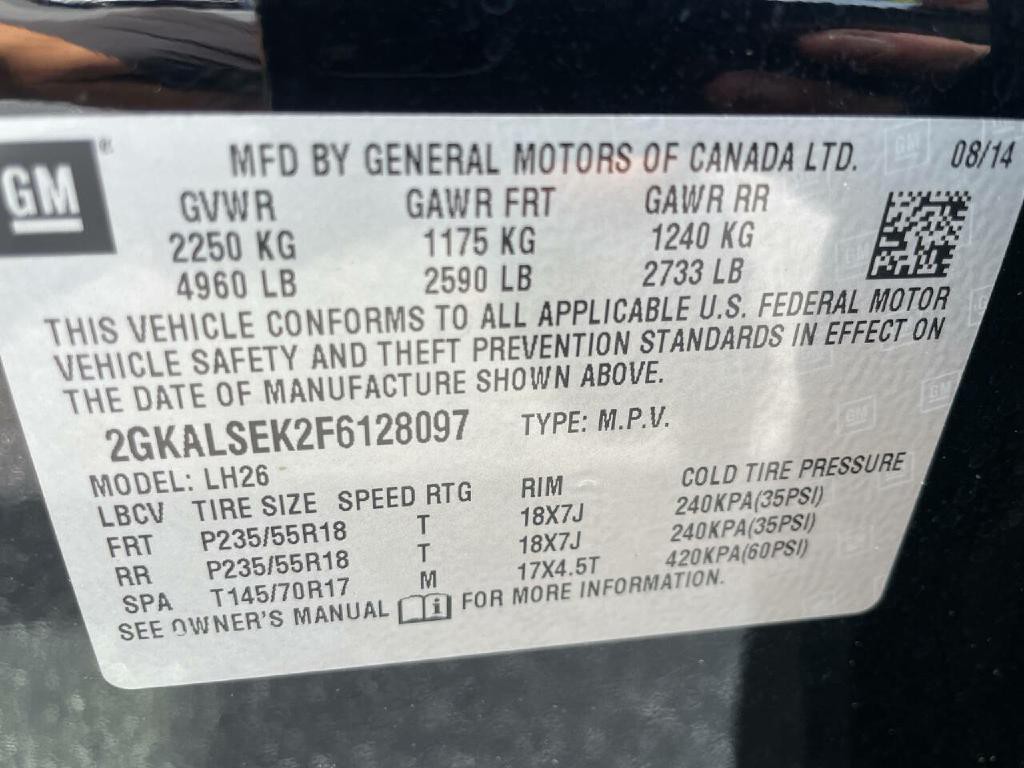 GM
MFD BY GENERAL MOTORS OF CANADA LTD. 08/14
GVWR GAWR FRT GAWR RR
2250 KG 1175 KG 1240 KG
4960 LB 2590 LB 2733 LB
THIS VEHICLE CONFORMS TO ALL APPLICABLE U.S. FEDERAL MOTOR
VEHICLE SAFETY AND THEFT PREVENTION STANDARDS IN EFFECT ON
THE DATE OF MANUFACTURE SHOWN ABOVE.
2GKALSEK2F6128097 TYPE: M.P.V.
MODEL: LH26
LBCV TIRE SIZE SPEED RTG RIM COLD TIRE PRESSURE
FRT P235/55R18 T 18X7J 240KPA(35PSI)
RR P235/55R18 T 18X7J 240KPA(35PSI)
SPA T145/70R17 M 17X4.5T 420KPA(60PSI)
SEE OWNER'S MANUAL FOR MORE INFORMATION.